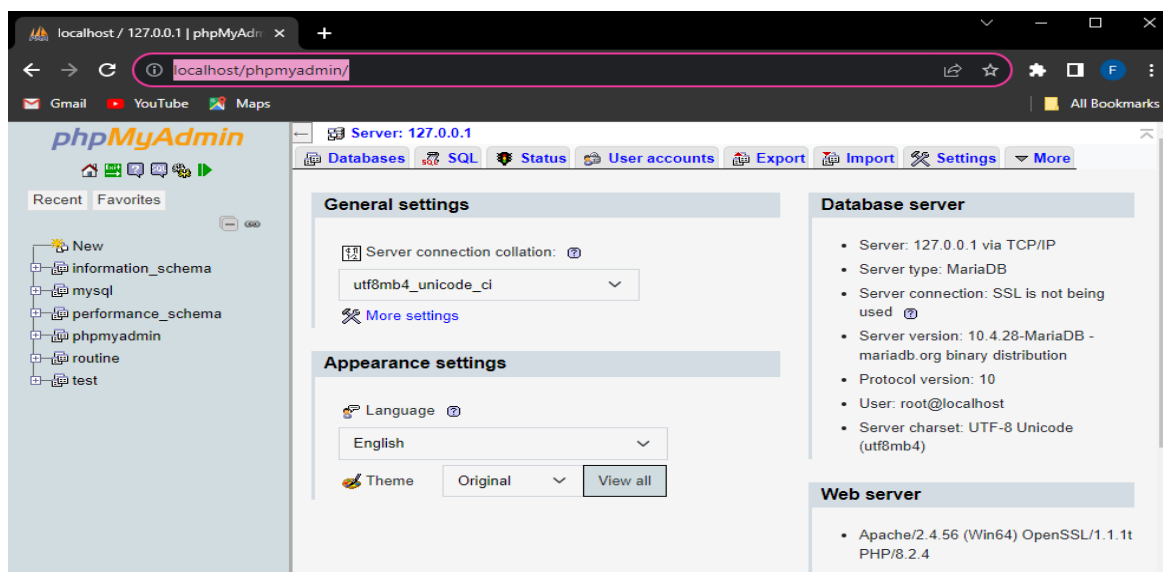 localhost / 127.0.0.1 | phpMyAdm
localhost/phpmyadmin/
F
Gmail YouTube Maps All Bookmarks
phpMyAdmin
Recent Favorites
New
information_schema
mysql
performance_schema
phpmyadmin
routine
test
Server: 127.0.0.1
Databases SQL Status User accounts Export Import Settings More
General settings
Server connection collation:
utf8mb4_unicode_ci
More settings
Appearance settings
Language
English
Theme Original View all
Database server
Server: 127.0.0.1 via TCP/IP
Server type: MariaDB
Server connection: SSL is not being
used
Server version: 10.4.28-MariaDB -
mariadb.org binary distribution
Protocol version: 10
User: root@localhost
Server charset: UTF-8 Unicode
(utf8mb4)
Web server
Apache/2.4.56 (Win64) OpenSSL/1.1.1t
PHP/8.2.4